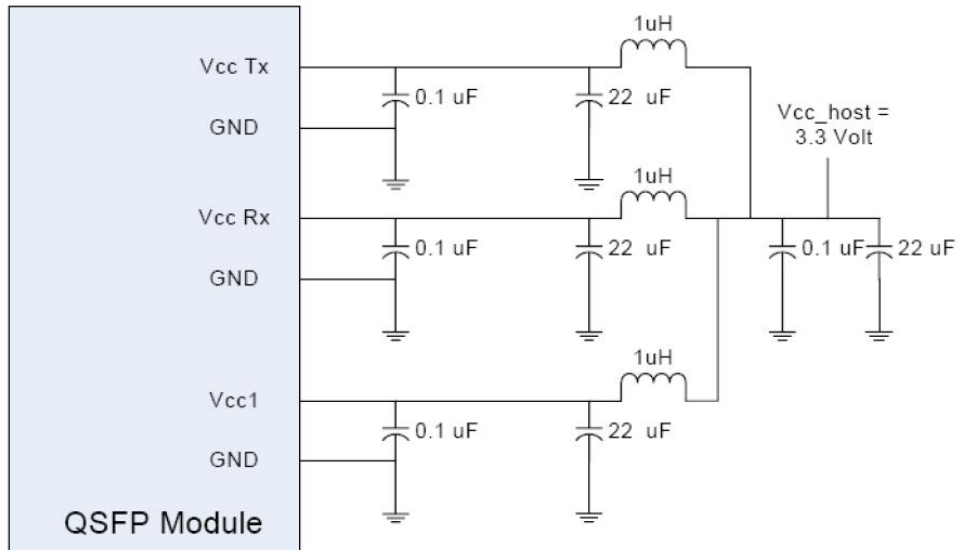 1uH
Vcc Tx
0.1 uF
22 uF
GND
Vcc_host =
3.3 Volt
1uH
Vcc Rx
0.1 uF
22 uF
0.1 uF
22 uF
GND
1uH
Vcc1
0.1 uF
22 uF
GND
QSFP Module